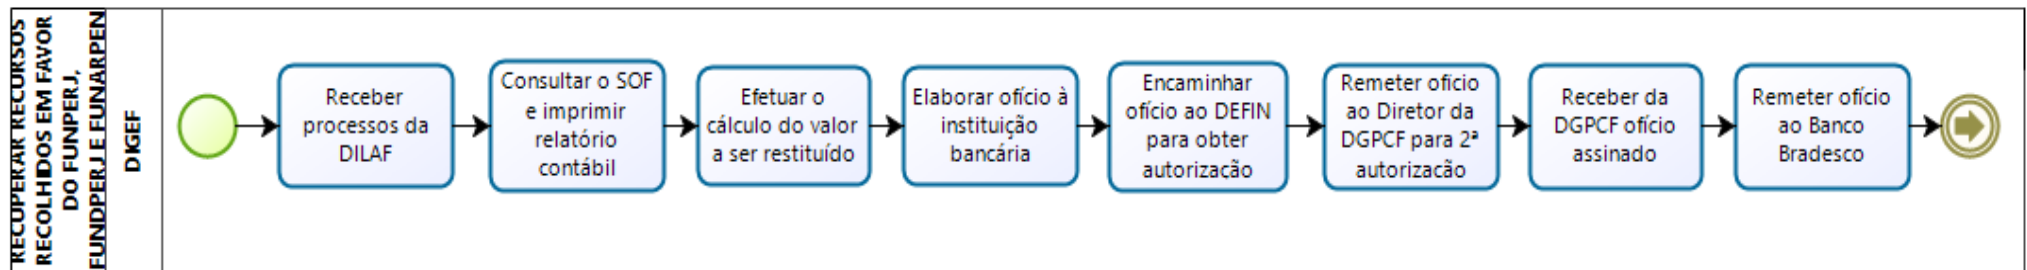 RECUPERAR RECURSOS
RECOLHIDOS EM FAVOR
DO FUNPERJ,
FUNDPERJ E FUNARPEN
DIGEF
Receber
processos da
DILAF
Consultar o SOF
e imprimir
relatório
contábil
Efetuar o
cálculo do valor
a ser restituído
Elaborar ofício à
instituição
bancária
Encaminhar
ofício ao DEFIN
para obter
autorização
Remeter ofício
ao Diretor da
DGPCF para 2ª
autorização
Receber da
DGPCF ofício
assinado
Remeter ofício
ao Banco
Bradesco